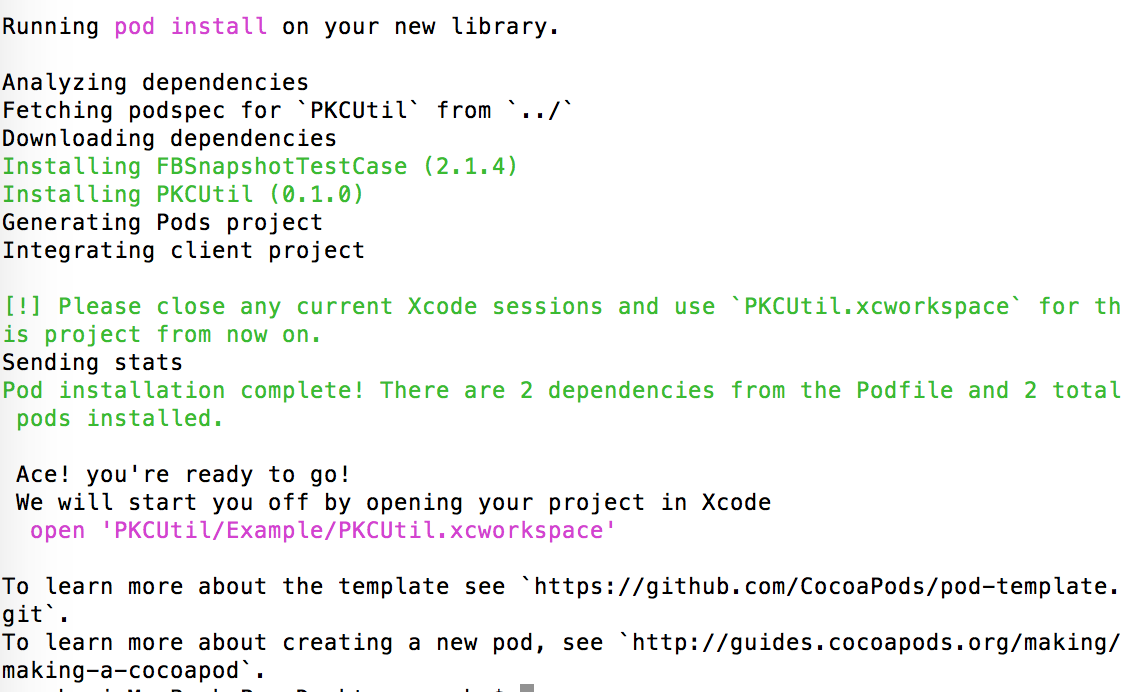 Running pod install on your new library.
Analyzing dependencies
Fetching podspec for `PKCUtil` from `../`
Downloading dependencies
Installing FBSnapshotTestCase (2.1.4)
Installing PKCUtil (0.1.0)
Generating Pods project
Integrating client project
[!] Please close any current Xcode sessions and use `PKCUtil.xcworkspace` for th
is project from now on.
Sending stats
Pod installation complete! There are 2 dependencies from the Podfile and 2 total
pods installed.
Ace! you're ready to go!
We will start you off by opening your project in Xcode
open 'PKCUtil/Example/PKCUtil.xcworkspace'
To learn more about the template see `https://github.com/CocoaPods/pod-template.
git`.
To learn more about creating a new pod, see `http://guides.cocoapods.org/making/
making-a-cocoapod`.